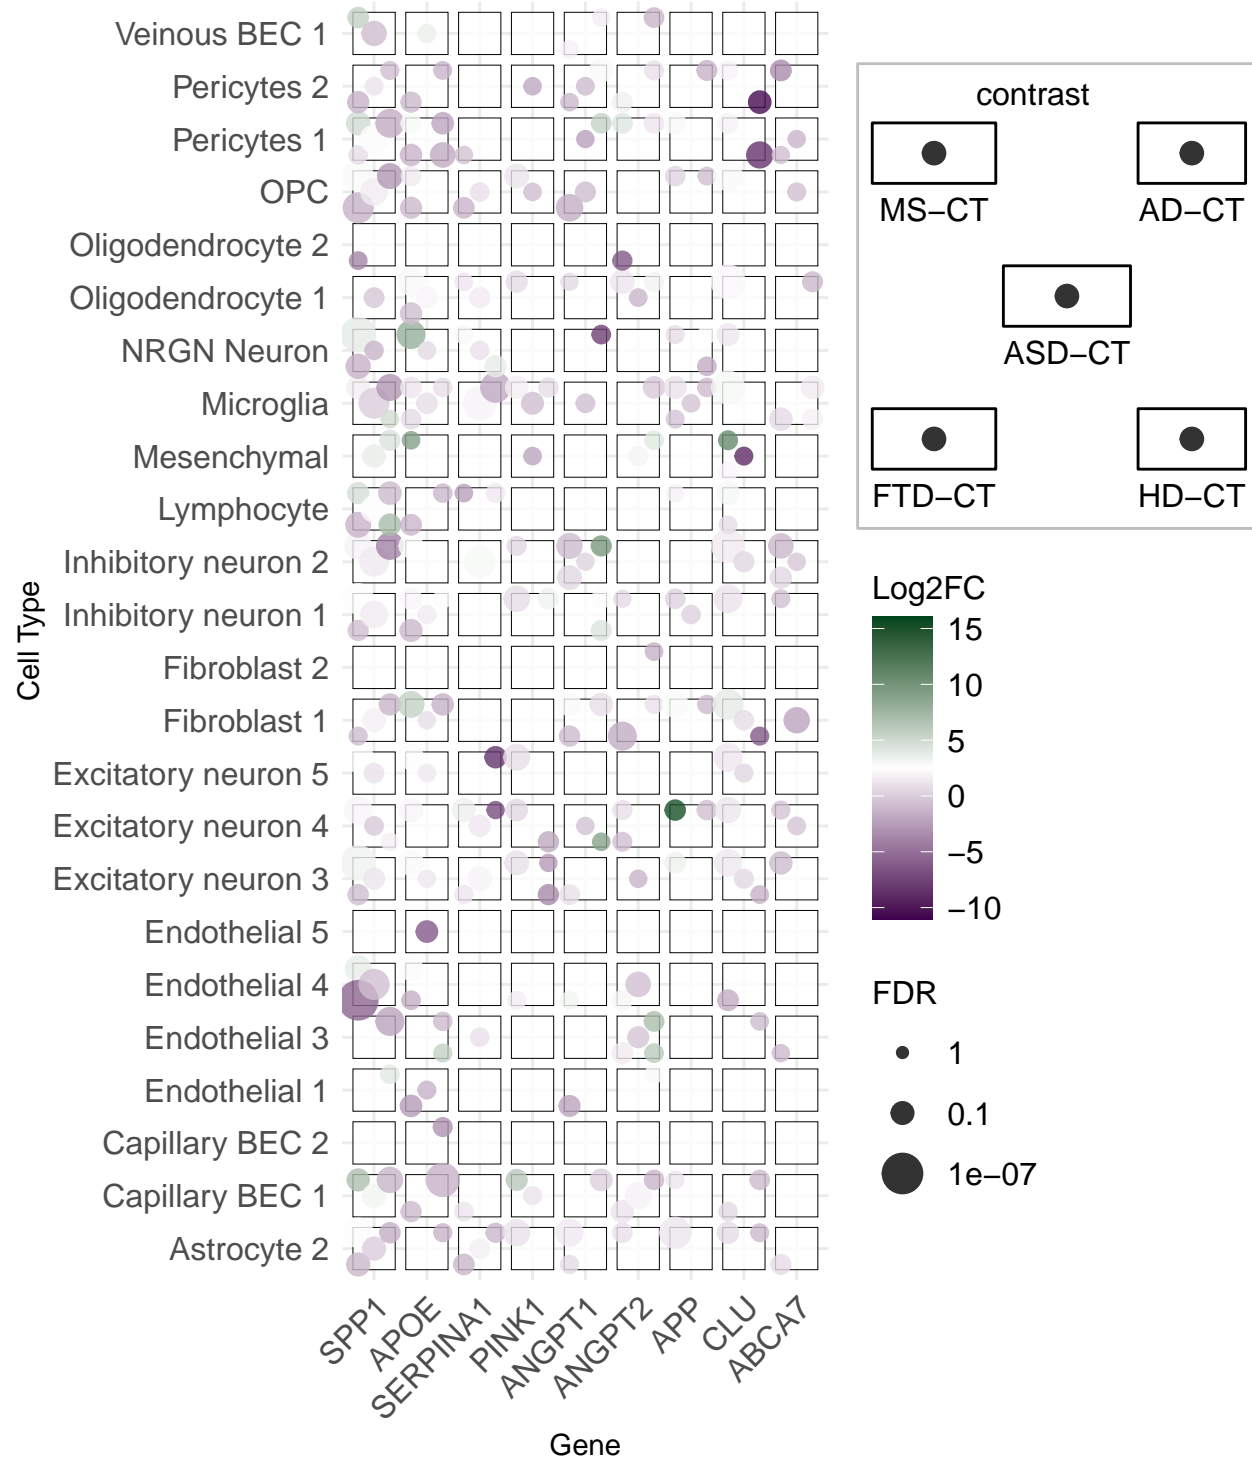 Veinous BEC 1
Pericytes 2
Pericytes 1
OPC
Oligodendrocyte 2
Oligodendrocyte 1
NRGN Neuron
Microglia
Mesenchymal
Lymphocyte
Inhibitory neuron 2
Inhibitory neuron 1
Fibroblast 2
Fibroblast 1
Excitatory neuron 5
Excitatory neuron 4
Excitatory neuron 3
Endothelial 5
Endothelial 4
Endothelial 3
Endothelial 1
Capillary BEC 2
Capillary BEC 1
Astrocyte 2
Cell Type
SPP1
APOE
SERPINA1
PINK1
ANGPT1
ANGPT2
APP
CLU
ABCA7
Gene
contrast
MS−CT
AD−CT
ASD−CT
FTD−CT
HD−CT
Log2FC
15
10
5
0
−5
−10
FDR
1
0.1
1e−07